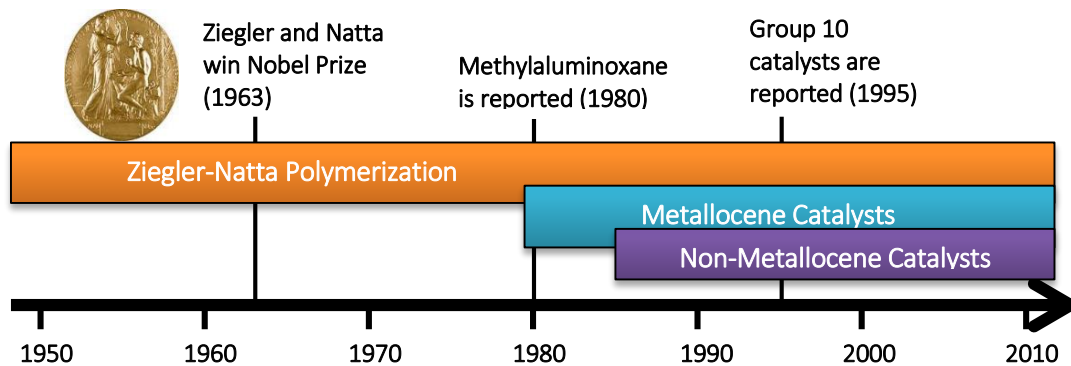 Ziegler and Natta
win Nobel Prize
(1963)
Methylaluminoxane
is reported (1980)
Group 10
catalysts are
reported (1995)
Ziegler-Natta Polymerization
Metallocene Catalysts
Non-Metallocene Catalysts
1950 1960 1970 1980 1990 2000 2010